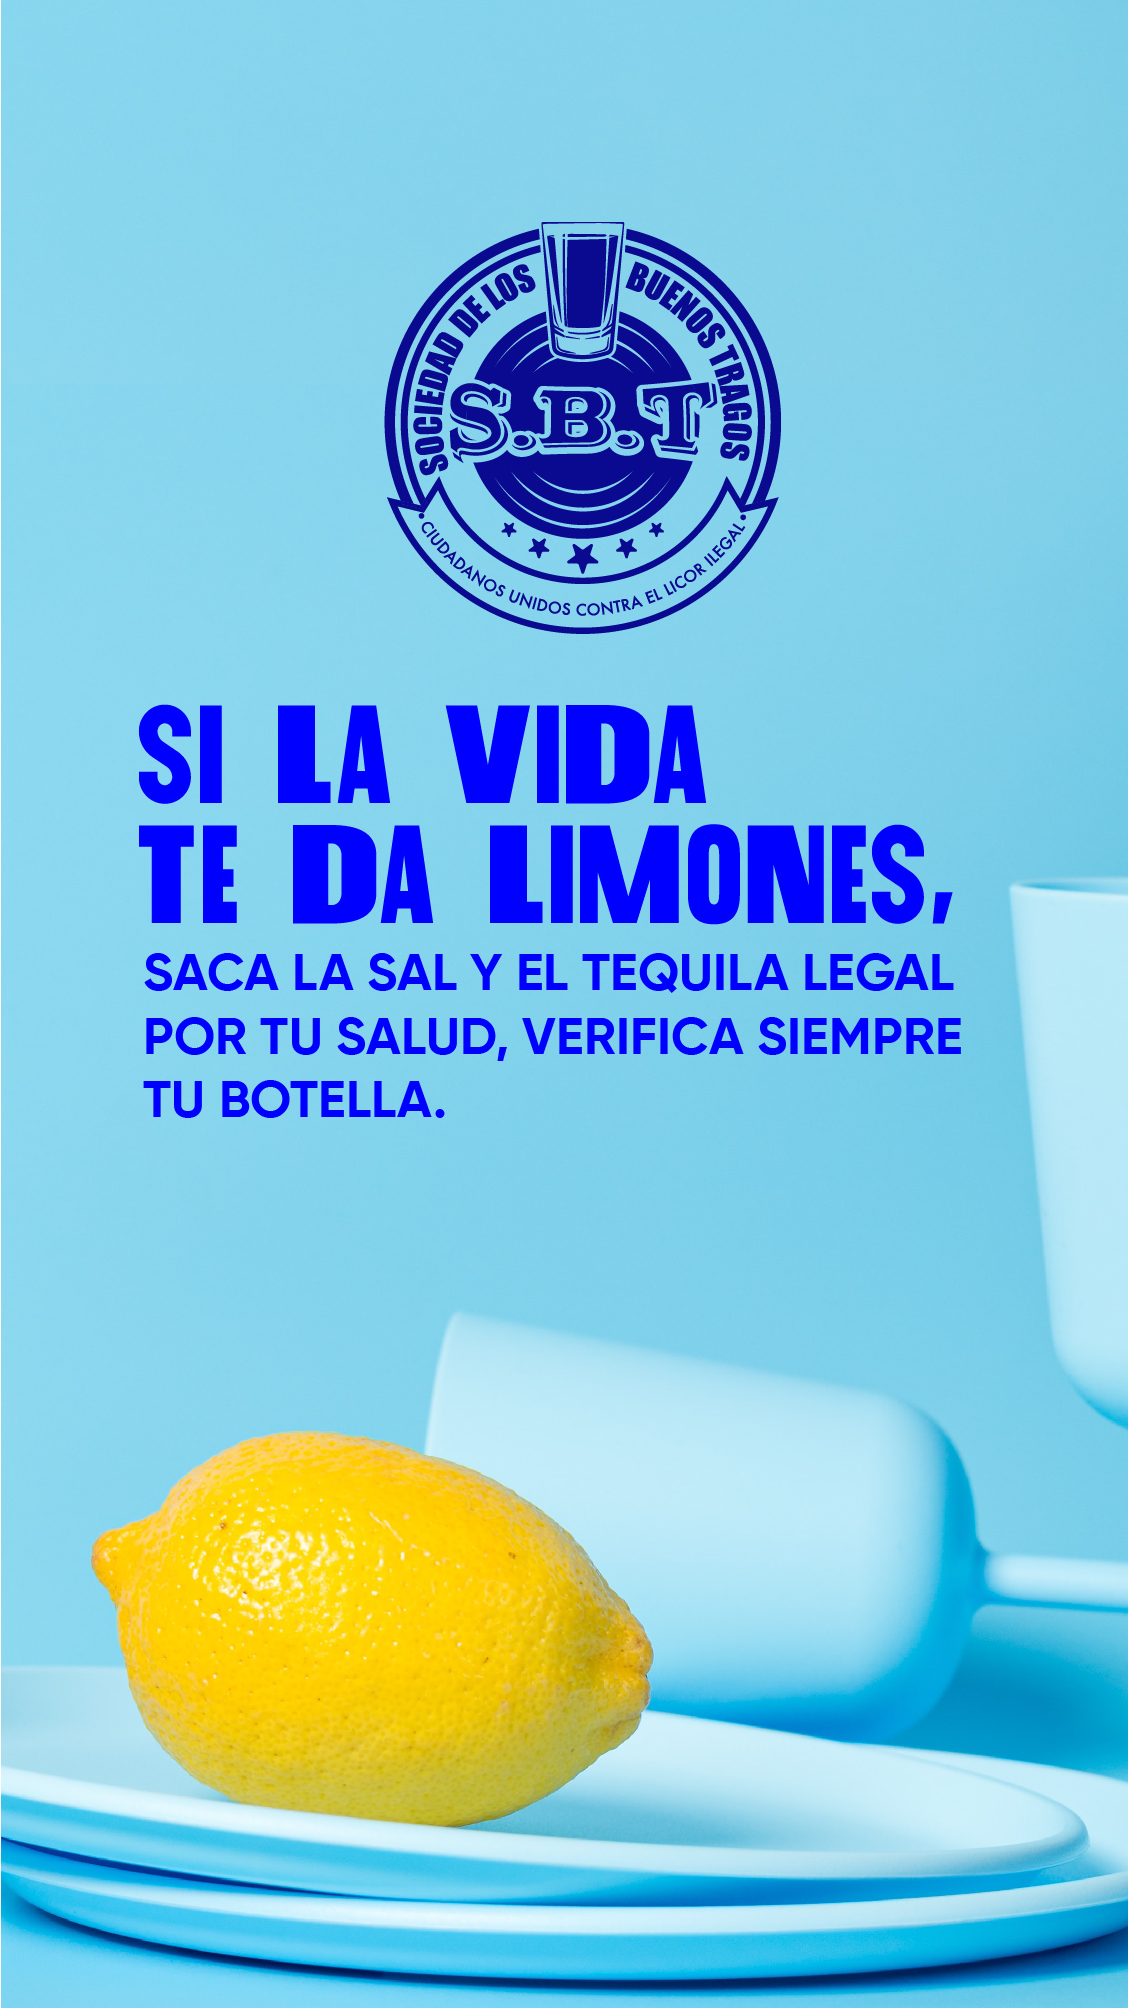 SOCIEDAD DE LOS BUENOS TRAGOS
S.B.T
• CIUDADANOS UNIDOS CONTRA EL LICOR ILEGAL •
SI LA VIDA
TE DA LIMONES,
SACA LA SAL Y EL TEQUILA LEGAL
POR TU SALUD, VERIFICA SIEMPRE
TU BOTELLA.